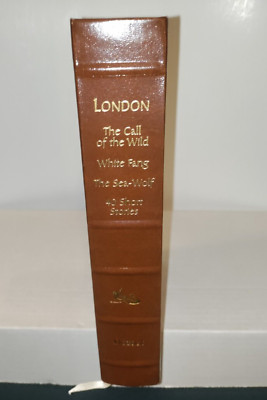 LONDON
The Call
of the Wild
White Fang
The Sea-Wolf
40 Short
Stories